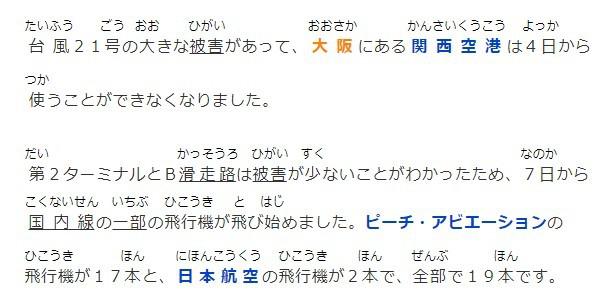 たいふう ごう おお ひがい おおさか かんさいくうこう よっか
台風２１号の大きな被害があって、大阪にある関西空港は４日から
つか
使うことができなくなりました。
だい かっそうろ ひがい すく なのか
第２ターミナルとＢ滑走路は被害が少ないことがわかったため、７日から
こくないせん いちぶ ひこうき と はじ
国内線の一部の飛行機が飛び始めました。ピーチ・アビエーションの
ひこうき ほん にほんこうくう ひこうき ほん ぜんぶ ほん
飛行機が１７本と、日本航空の飛行機が２本で、全部で１９本です。